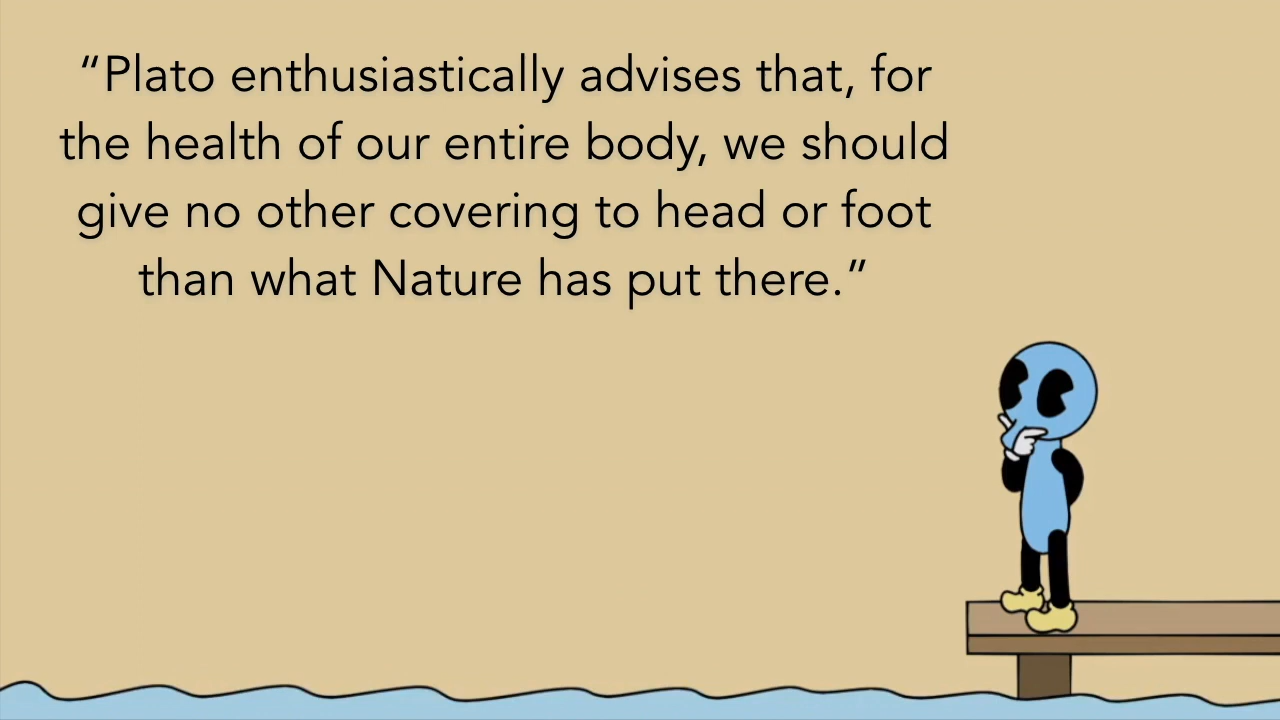 “Plato enthusiastically advises that, for
the health of our entire body, we should
give no other covering to head or foot
than what Nature has put there.”